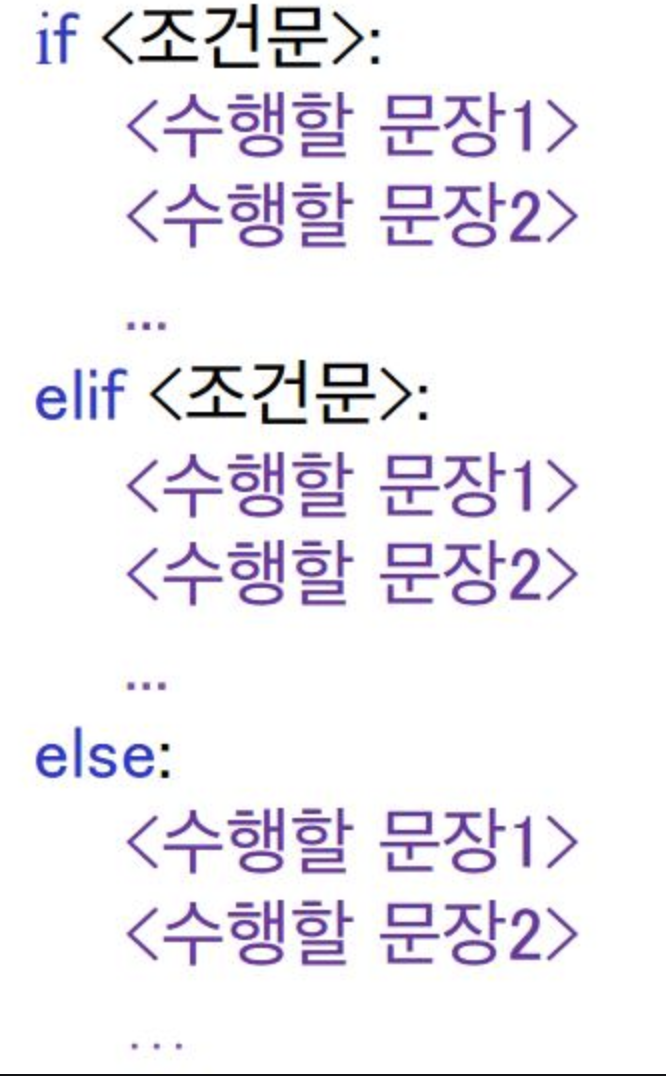 if <조건문>:
<수행할 문장1>
<수행할 문장2>
...
elif <조건문>:
<수행할 문장1>
<수행할 문장2>
...
else:
<수행할 문장1>
<수행할 문장2>
...